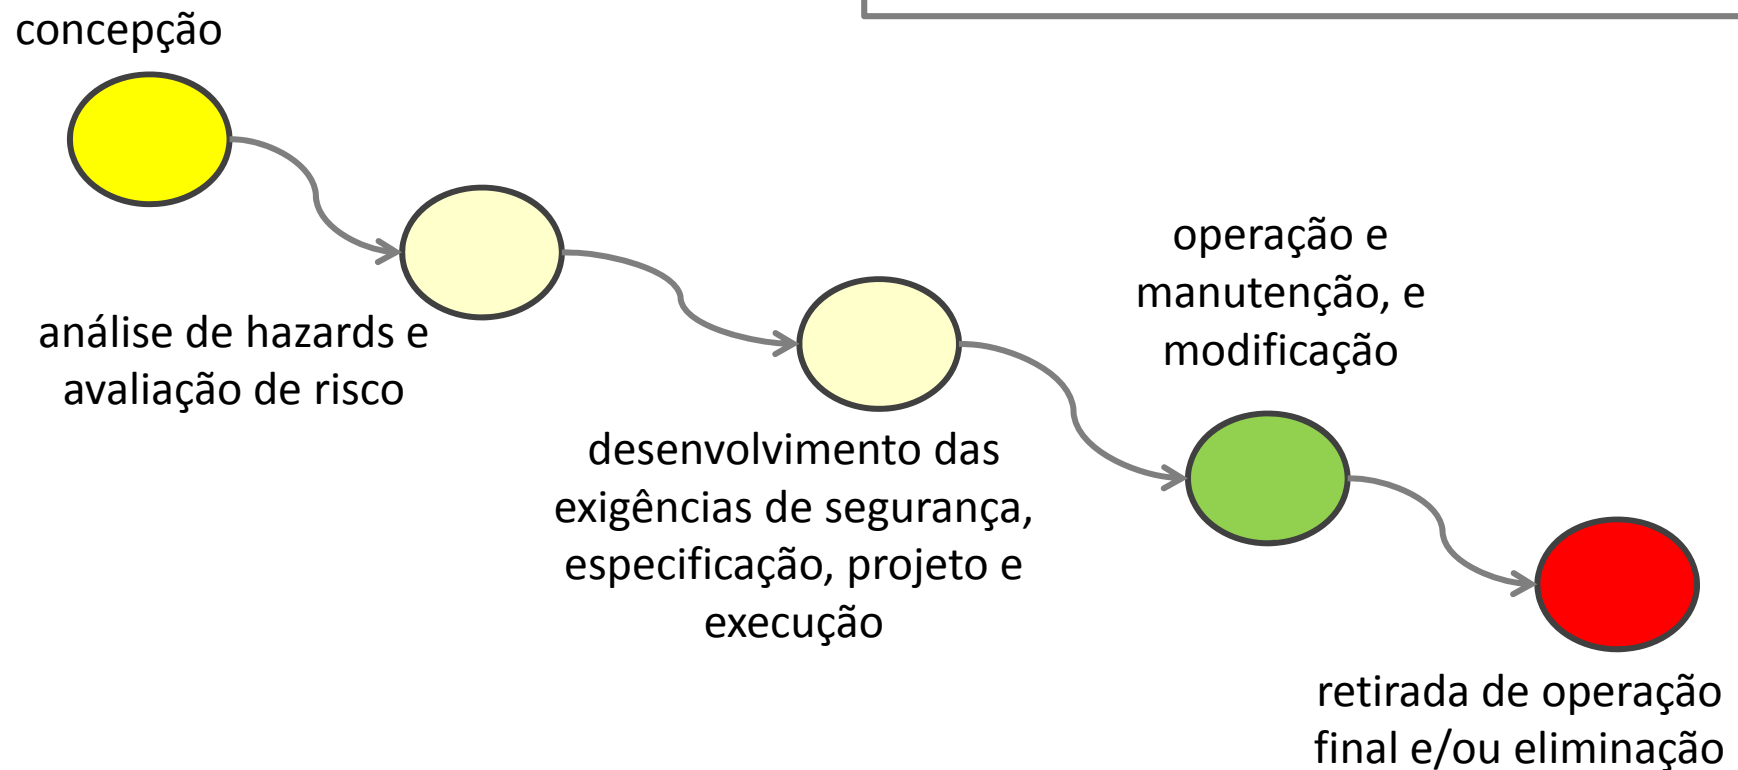 concepção
análise de hazards e
avaliação de risco
desenvolvimento das
exigências de segurança,
especificação, projeto e
execução
operação e
manutenção, e
modificação
retirada de operação
final e/ou eliminação